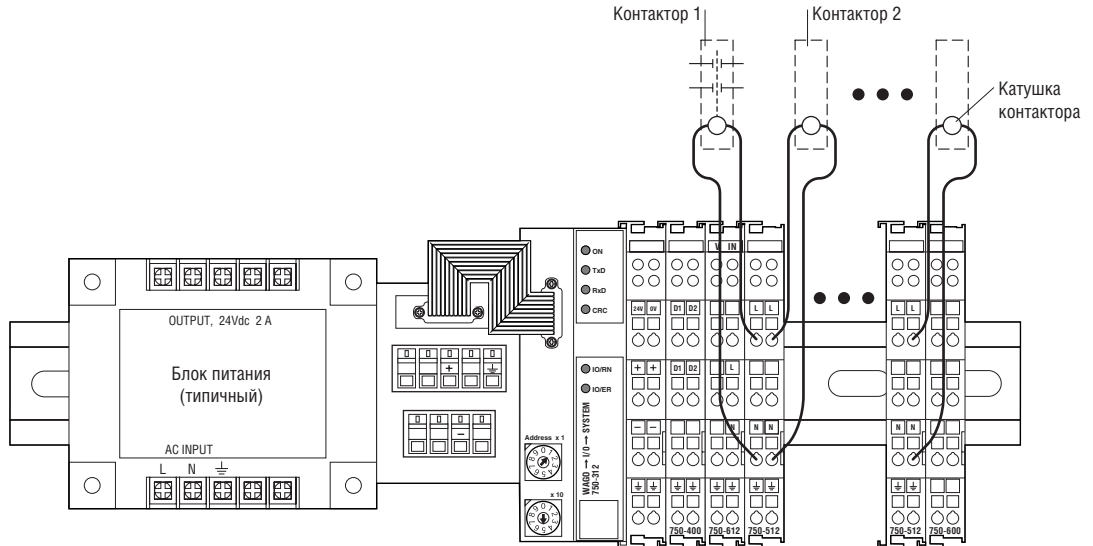 Контактор 1
Контактор 2
Катушка
контактора
OUTPUT, 24Vdc 2 A
Блок питания
(типичный)
AC INPUT
L N
+
−
ON
TxD
RxD
CRC
IO/RN
IO/ER
WAGD → I/O → SYSTEM
750-312
Address x 1
x 10
V IN
24V 0V
D1 D2
L L
L L
+ +
D1 D2
L
− −
N
N N
N N
750-400
750-612
750-512
750-512
750-600